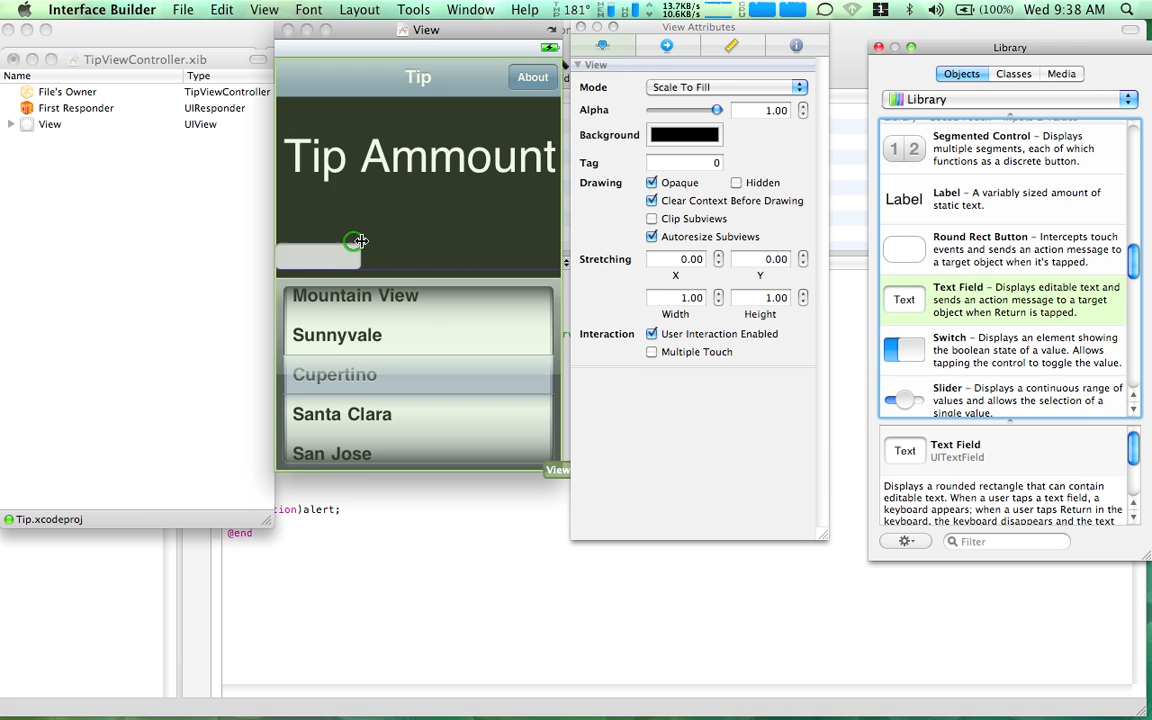 Interface Builder File Edit View Font Layout Tools Window Help 181° 13.7KB/s 10.6KB/s (100%) Wed 9:38 AM
TipViewController.xib
Name Type
File's Owner TipViewController
First Responder UIResponder
View UIView
Tip.xcodeproj
View
Tip About
Tip Ammount
Mountain View
Sunnyvale
Cupertino
Santa Clara
San Jose
View
View Attributes
View
Mode Scale To Fill
Alpha 1.00
Background
Tag 0
Drawing Opaque Hidden
Clear Context Before Drawing
Clip Subviews
Autoresize Subviews
Stretching 0.00 0.00
X Y
1.00 1.00
Width Height
Interaction User Interaction Enabled
Multiple Touch
tion)alert;
@end
Library
Objects Classes Media
Library
1 2
Segmented Control – Displays
multiple segments, each of which
functions as a discrete button.
Label
Label – A variably sized amount of
static text.
Round Rect Button – Intercepts touch
events and sends an action message to
a target object when it's tapped.
Text
Text Field – Displays editable text and
sends an action message to a target
object when Return is tapped.
Switch – Displays an element showing
the boolean state of a value. Allows
tapping the control to toggle the value.
Slider – Displays a continuous range of
values and allows the selection of a
single value.
Text
Text Field
UITextField
Displays a rounded rectangle that can contain
editable text. When a user taps a text field, a
keyboard appears; when a user taps Return in the
keyboard, the keyboard disappears and the text
Filter